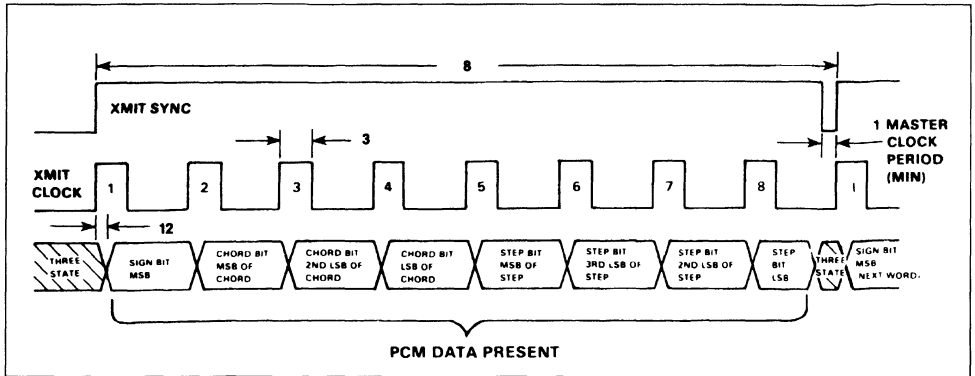 8
XMIT SYNC
3
1 MASTER
CLOCK
PERIOD
(MIN)
XMIT
CLOCK
1 2 3 4 5 6 7 8 1
12
THREE
STATE
SIGN BIT
MSB
CHORD BIT
MSB OF
CHORD
CHORD BIT
2ND LSB OF
CHORD
CHORD BIT
LSB OF
CHORD
STEP BIT
MSB OF
STEP
STEP BIT
3RD LSB OF
STEP
STEP BIT
2ND LSB OF
STEP
STEP
BIT
LSB
THREE
STATE
SIGN BIT
MSB
NEXT WORD.
PCM DATA PRESENT